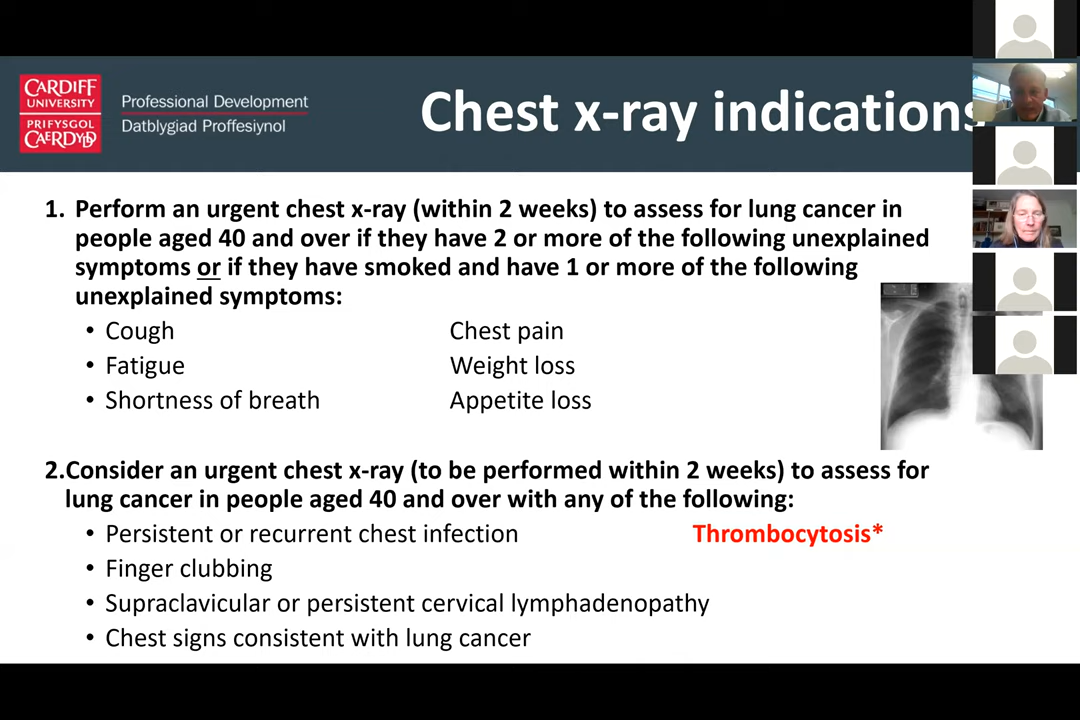 CARDIFF
UNIVERSITY
PRIFYSGOL
CAERDYDD
Professional Development
Datblygiad Proffesiynol
Chest x-ray indications
1. Perform an urgent chest x-ray (within 2 weeks) to assess for lung cancer in
people aged 40 and over if they have 2 or more of the following unexplained
symptoms or if they have smoked and have 1 or more of the following
unexplained symptoms:
• Cough Chest pain
• Fatigue Weight loss
• Shortness of breath Appetite loss
2.Consider an urgent chest x-ray (to be performed within 2 weeks) to assess for
lung cancer in people aged 40 and over with any of the following:
• Persistent or recurrent chest infection Thrombocytosis*
• Finger clubbing
• Supraclavicular or persistent cervical lymphadenopathy
• Chest signs consistent with lung cancer